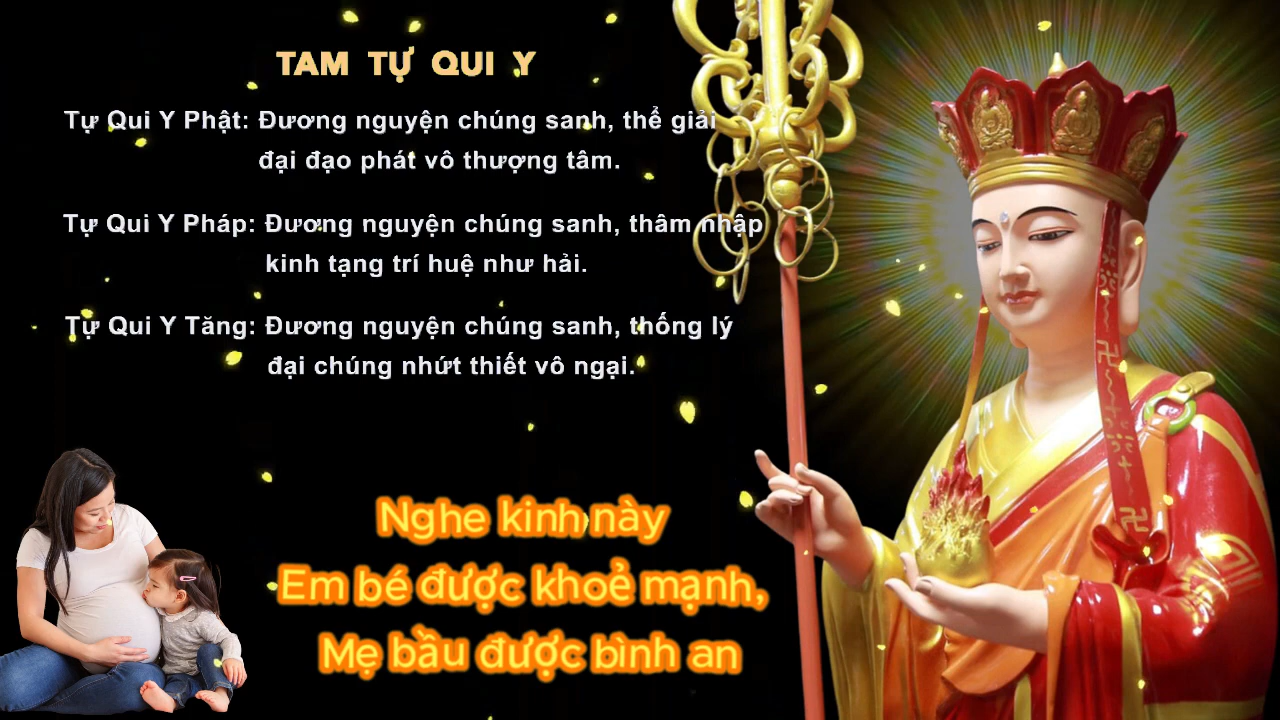 TAM TỰ QUI Y
Tự Qui Y Phật: Đương nguyện chúng sanh, thể giải
đại đạo phát vô thượng tâm.
Tự Qui Y Pháp: Đương nguyện chúng sanh, thâm nhập
kinh tạng trí huệ như hải.
Tự Qui Y Tăng: Đương nguyện chúng sanh, thống lý
đại chúng nhứt thiết vô ngại.
Nghe kinh này
Em bé được khoẻ mạnh,
Mẹ bầu được bình an